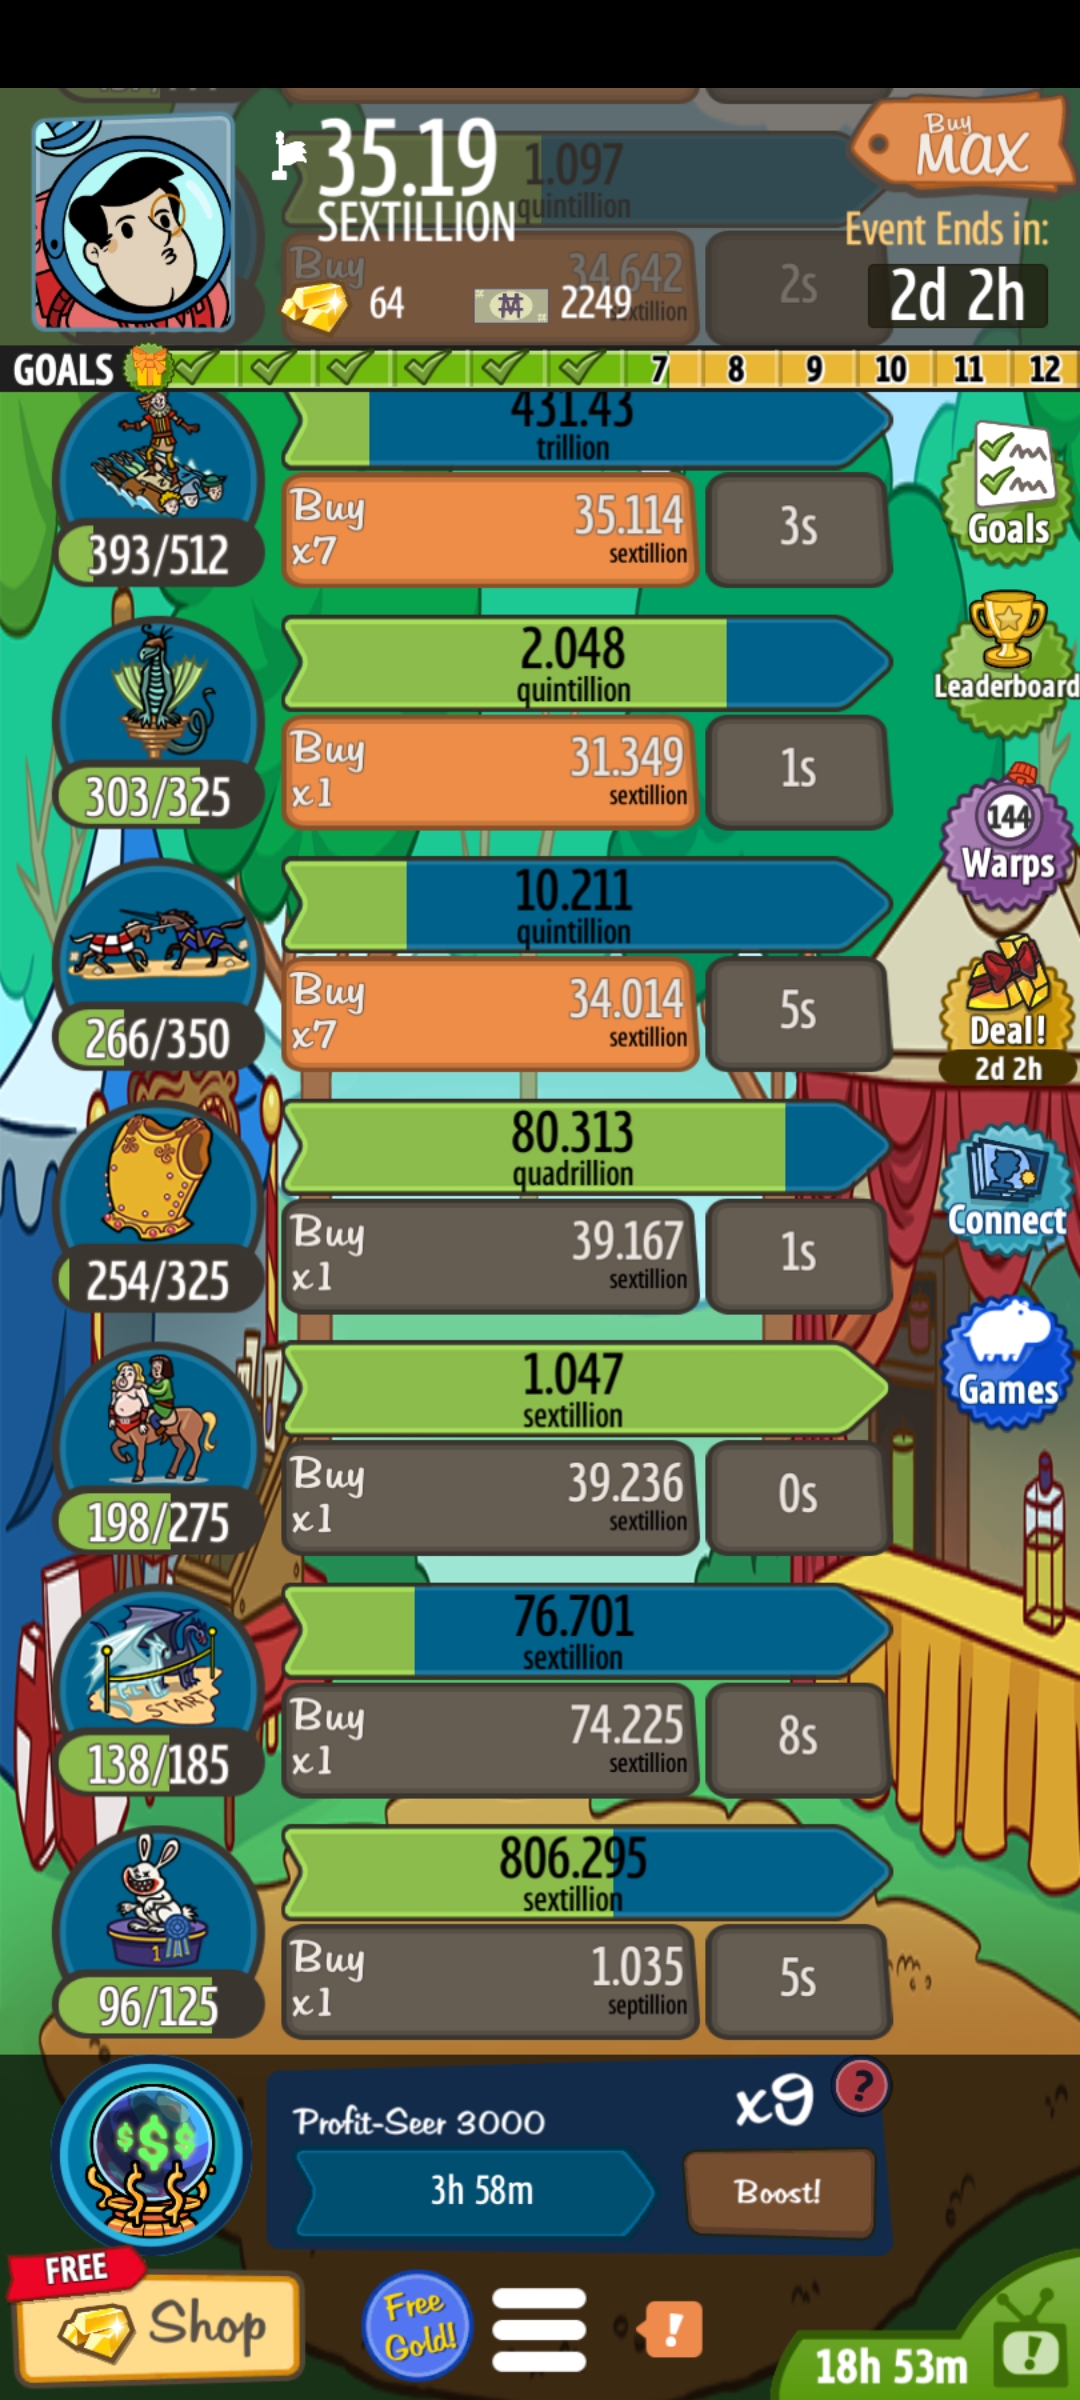 35.19
SEXTILLION
1.097
quintillion
Buy
34.642
sextillion
2s
64
2249
Buy
MAX
Event Ends in:
2d 2h
GOALS 7 8 9 10 11 12
431.43
trillion
393/512
Buy
x7
35.114
sextillion
3s
Goals
2.048
quintillion
303/325
Buy
x1
31.349
sextillion
1s
Leaderboard
144
Warps
10.211
quintillion
266/350
Buy
x7
34.014
sextillion
5s
Deal!
2d 2h
80.313
quadrillion
254/325
Buy
x1
39.167
sextillion
1s
Connect
1.047
sextillion
198/275
Buy
x1
39.236
sextillion
0s
Games
76.701
sextillion
START
138/185
Buy
x1
74.225
sextillion
8s
806.295
sextillion
1
96/125
Buy
x1
1.035
septillion
5s
$$$
Profit-Seer 3000
x9
?
3h 58m
Boost!
FREE
Shop
Free
Gold!
!
18h 53m
!